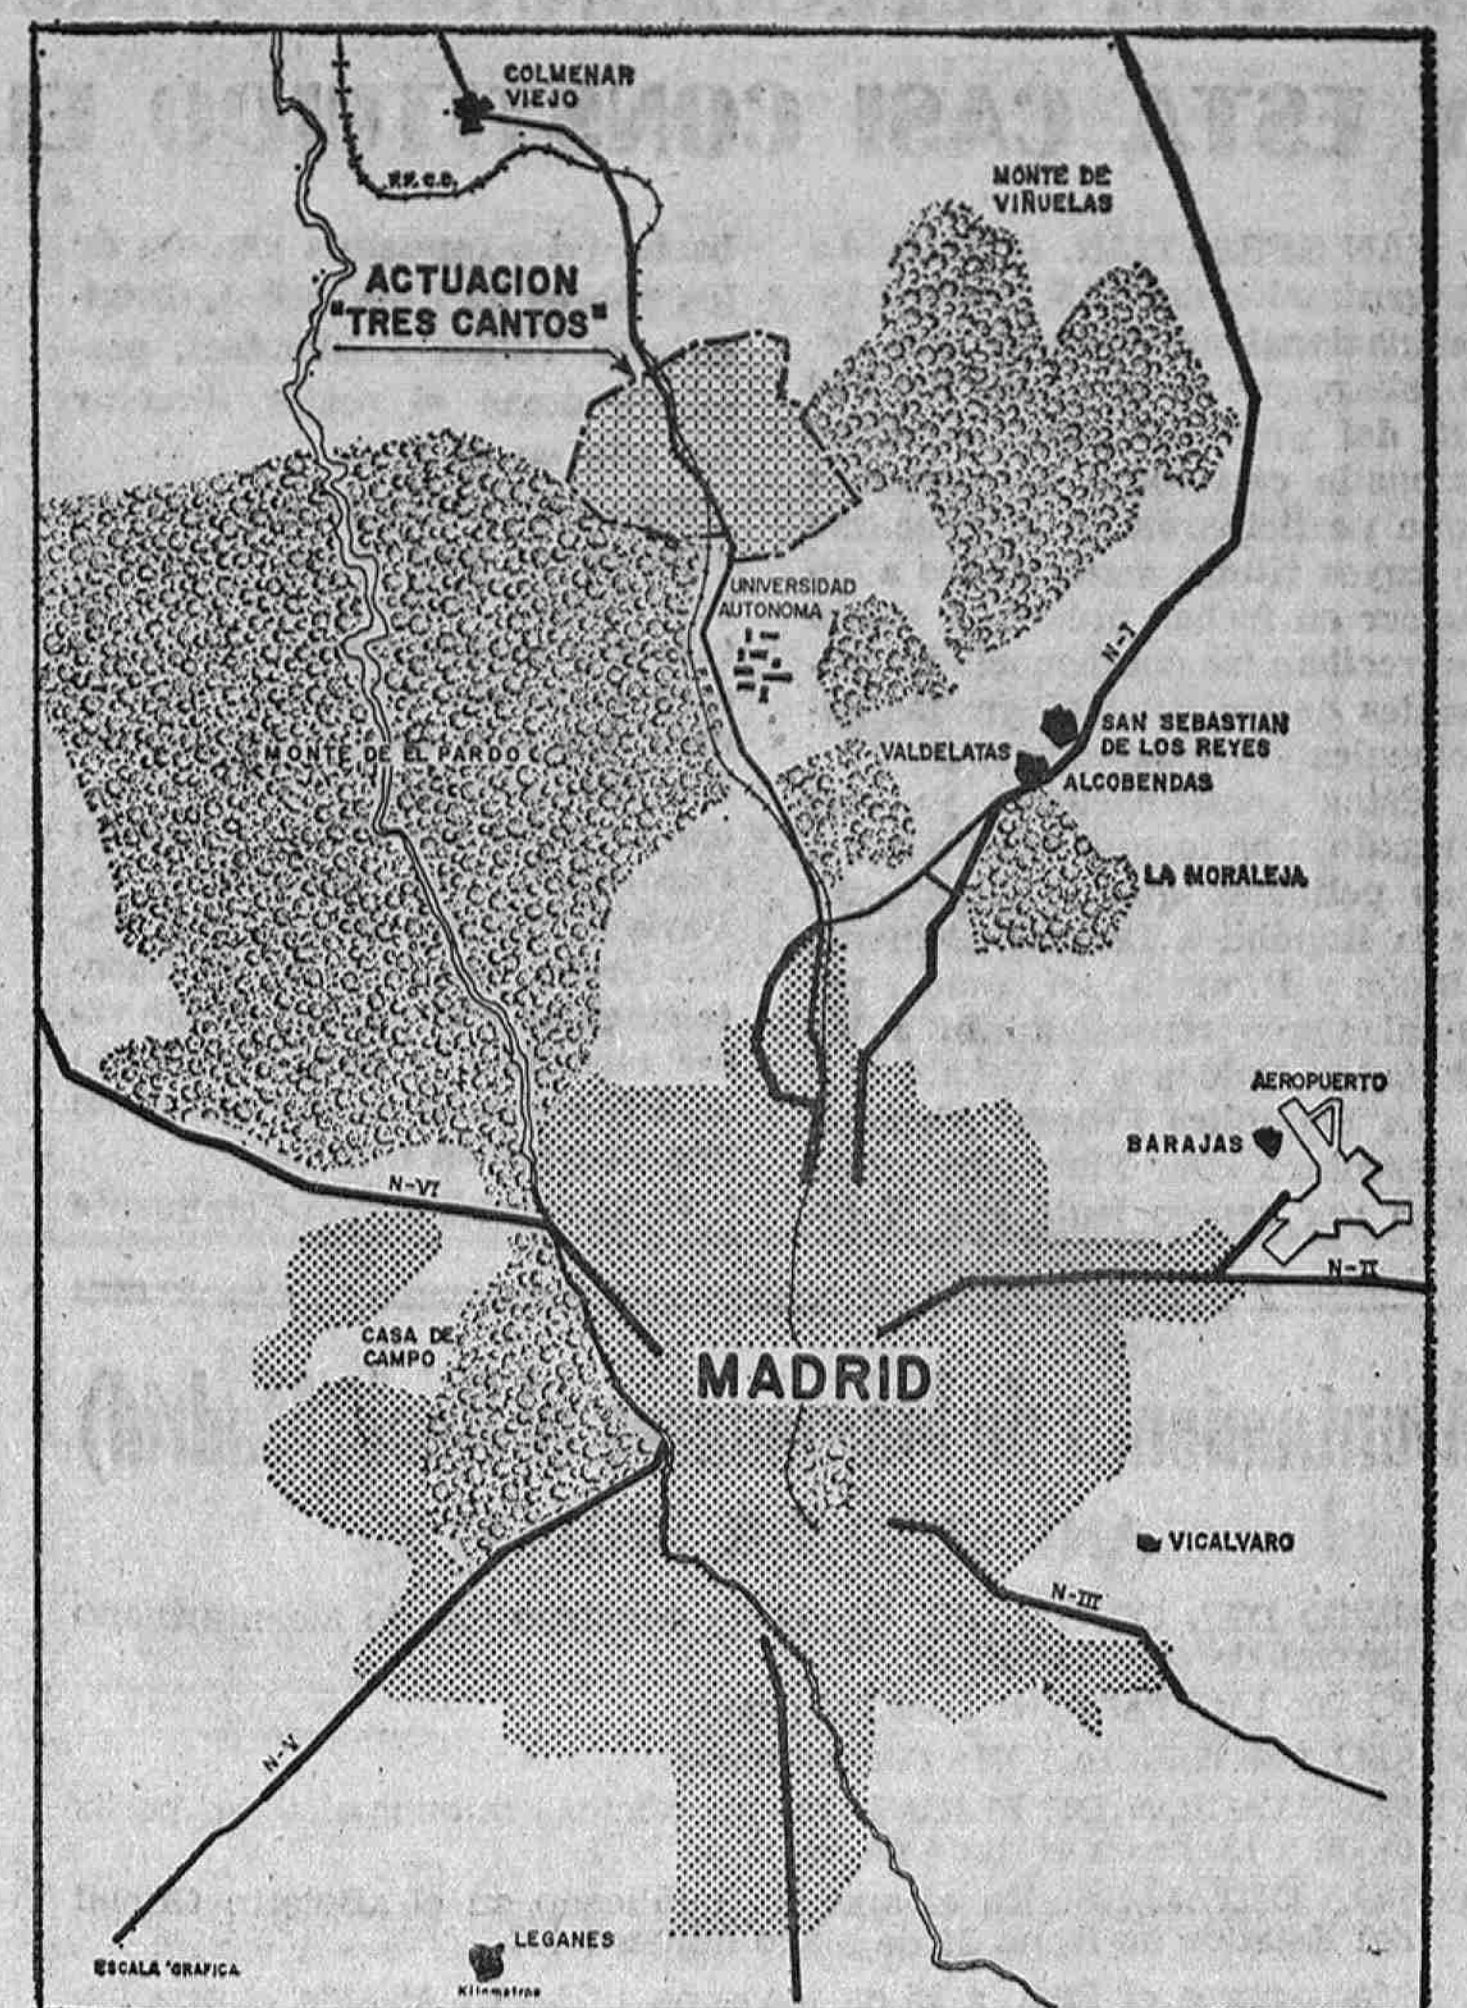 COLMENAR
VIEJO
F.F.C.C.
MONTE DE
VIÑUELAS
ACTUACION
"TRES CANTOS"
UNIVERSIDAD
AUTONOMA
N-I
SAN SEBASTIAN
DE LOS REYES
MONTE DE EL PARDO
VALDELATAS
ALCOBENDAS
LA MORALEJA
AEROPUERTO
BARAJAS
N-VI
N-II
CASA DE
CAMPO
MADRID
VICALVARO
N-III
N-V
LEGANES
ESCALA GRAFICA
Kilometros